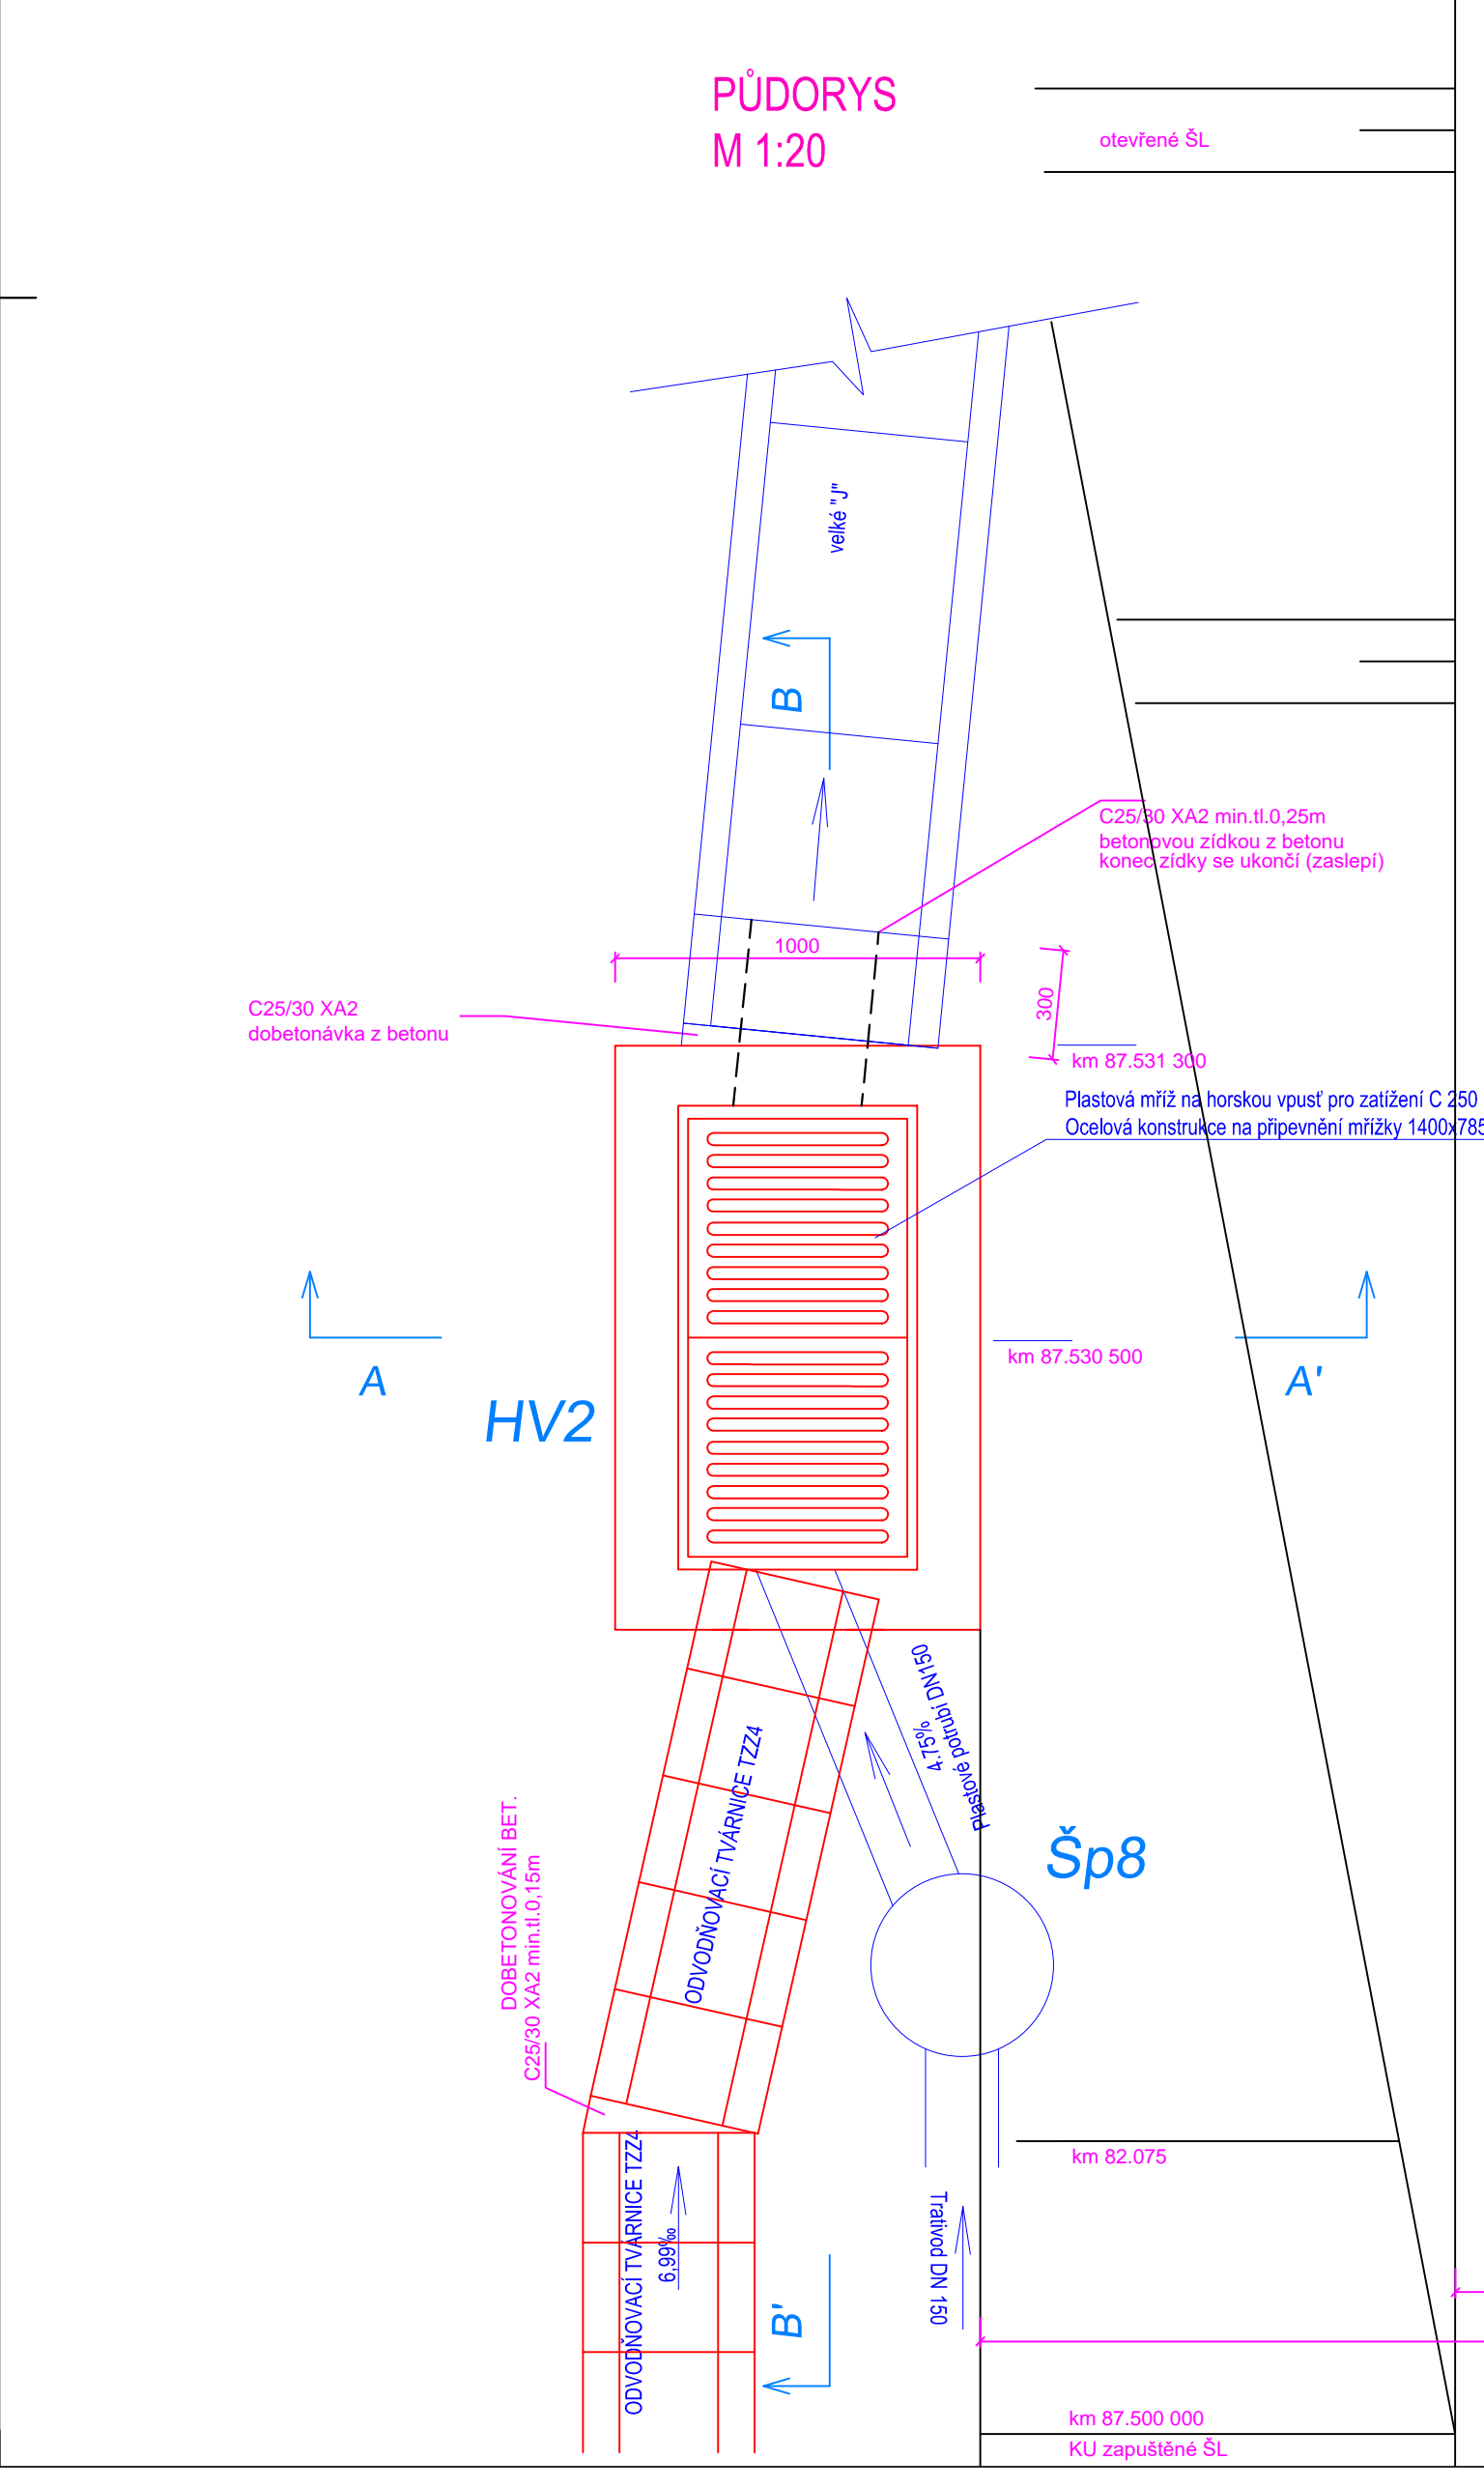 PŮDORYS
M 1:20
otevřené ŠL
velké "J"
B
C25/30 XA2 min.tl.0,25m
betonovou zídkou z betonu
konec zídky se ukončí (zaslepí)
1000
300
C25/30 XA2
dobetonávka z betonu
km 87.531 300
Plastová mříž na horskou vpusť pro zatížení C 250
Ocelová konstrukce na připevnění mřížky 1400x785
km 87.530 500
A
A'
HV2
Plastové potrubí DN150
4.75%
ODVODŇOVACÍ TVÁRNICE TZZ4
Šp8
DOBETONOVÁNÍ BET.
C25/30 XA2 min.tl.0,15m
ODVODŇOVACÍ TVÁRNICE TZZ4
6,99‰
km 82.075
Trativod DN 150
B'
km 87.500 000
KU zapuštěné ŠL